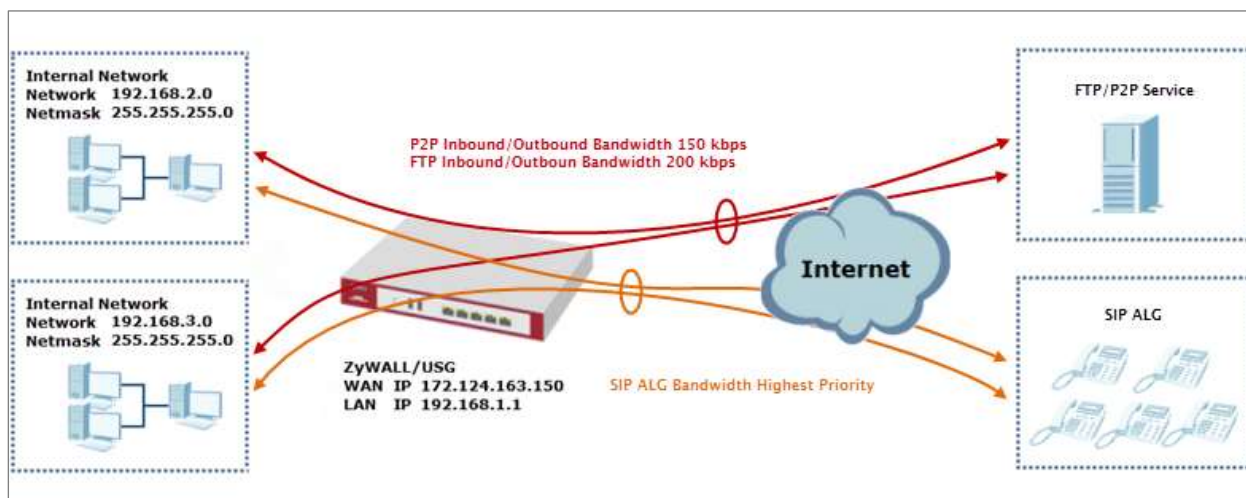 Internal Network
Network 192.168.2.0
Netmask 255.255.255.0
P2P Inbound/Outbound Bandwidth 150 kbps
FTP Inbound/Outboun Bandwidth 200 kbps
FTP/P2P Service
Internet
Internal Network
Network 192.168.3.0
Netmask 255.255.255.0
ZyWALL/USG
WAN IP 172.124.163.150
LAN IP 192.168.1.1
SIP ALG Bandwidth Highest Priority
SIP ALG